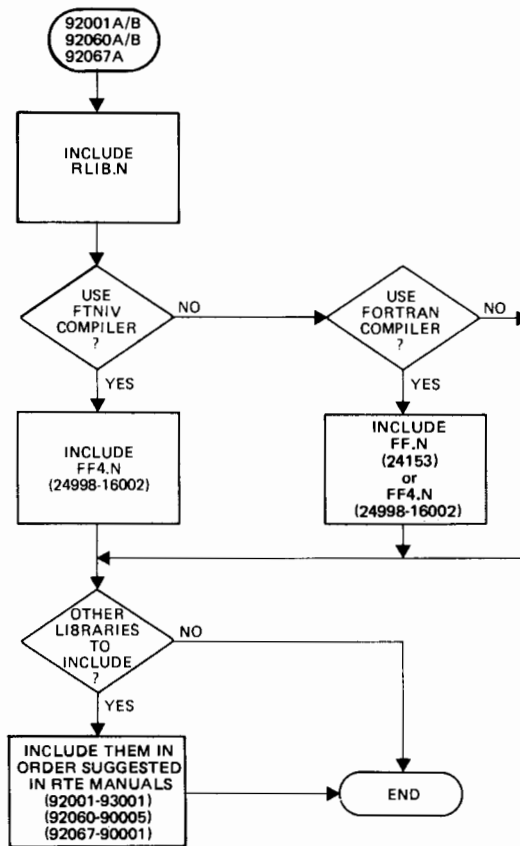 92001A/B
92060A/B
92067A
INCLUDE
RLIB.N
USE
FTNIV
COMPILER
?
NO
YES
USE
FORTRAN
COMPILER
?
NO
YES
INCLUDE
FF4.N
(24998-16002)
INCLUDE
FF.N
(24153)
or
FF4.N
(24998-16002)
OTHER
LIBRARIES
TO
INCLUDE
?
NO
YES
INCLUDE THEM IN
ORDER SUGGESTED
IN RTE MANUALS
(92001-93001)
(92060-90005)
(92067-90001)
END